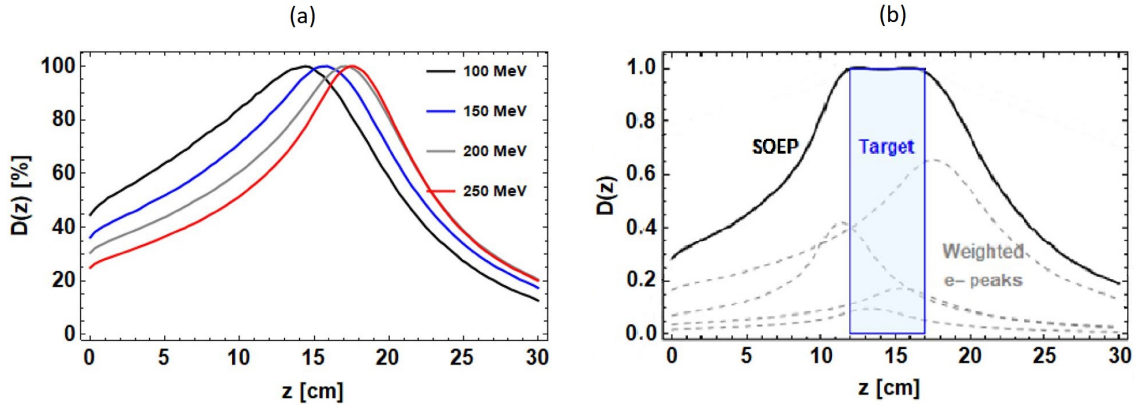 (a)
100
80
60
40
20
0
D(z) [%]
100 MeV
150 MeV
200 MeV
250 MeV
0 5 10 15 20 25 30
z [cm]
(b)
1.0
0.8
0.6
0.4
0.2
0.0
D(z)
SOEP
Target
Weighted
e- peaks
0 5 10 15 20 25 30
z [cm]